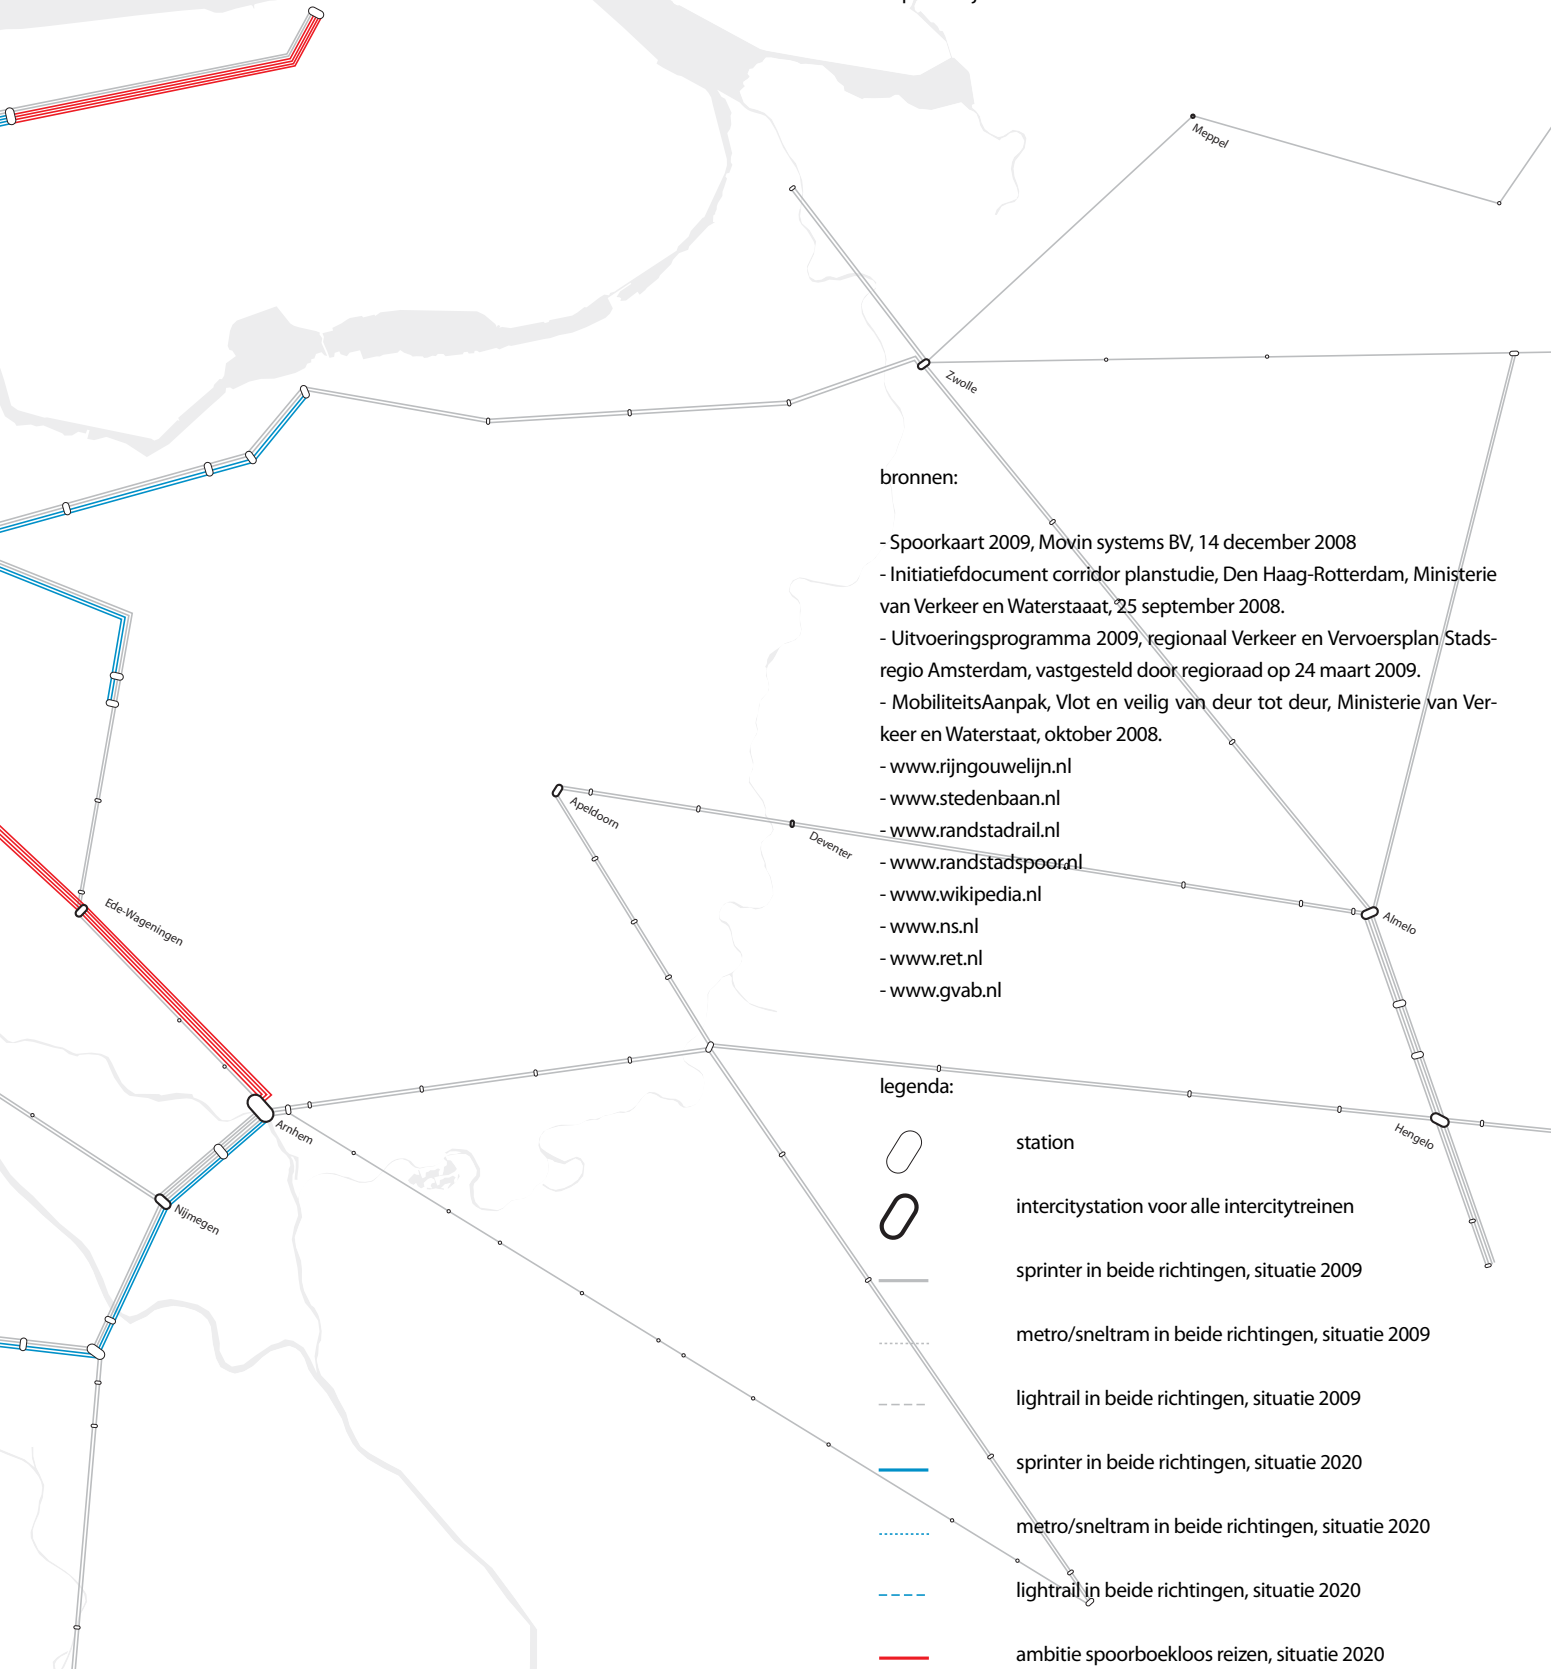 Meppel
Zwolle
bronnen:
- Spoorkaart 2009, Movin systems BV, 14 december 2008
- Initiatiefdocument corridor planstudie, Den Haag-Rotterdam, Ministerie
van Verkeer en Waterstaaat, 25 september 2008.
- Uitvoeringsprogramma 2009, regionaal Verkeer en Vervoersplan Stads-
regio Amsterdam, vastgesteld door regioraad op 24 maart 2009.
- MobiliteitsAanpak, Vlot en veilig van deur tot deur, Ministerie van Ver-
keer en Waterstaat, oktober 2008.
- www.rijngouwelijn.nl
- www.stedenbaan.nl
- www.randstadrail.nl
- www.randstadspoor.nl
- www.wikipedia.nl
- www.ns.nl
- www.ret.nl
- www.gvab.nl
Apeldoorn
Deventer
Almelo
Ede-Wageningen
Arnhem
Nijmegen
Hengelo
legenda:
station
intercitystation voor alle intercitytreinen
sprinter in beide richtingen, situatie 2009
metro/sneltram in beide richtingen, situatie 2009
lightrail in beide richtingen, situatie 2009
sprinter in beide richtingen, situatie 2020
metro/sneltram in beide richtingen, situatie 2020
lightrail in beide richtingen, situatie 2020
ambitie spoorboekloos reizen, situatie 2020